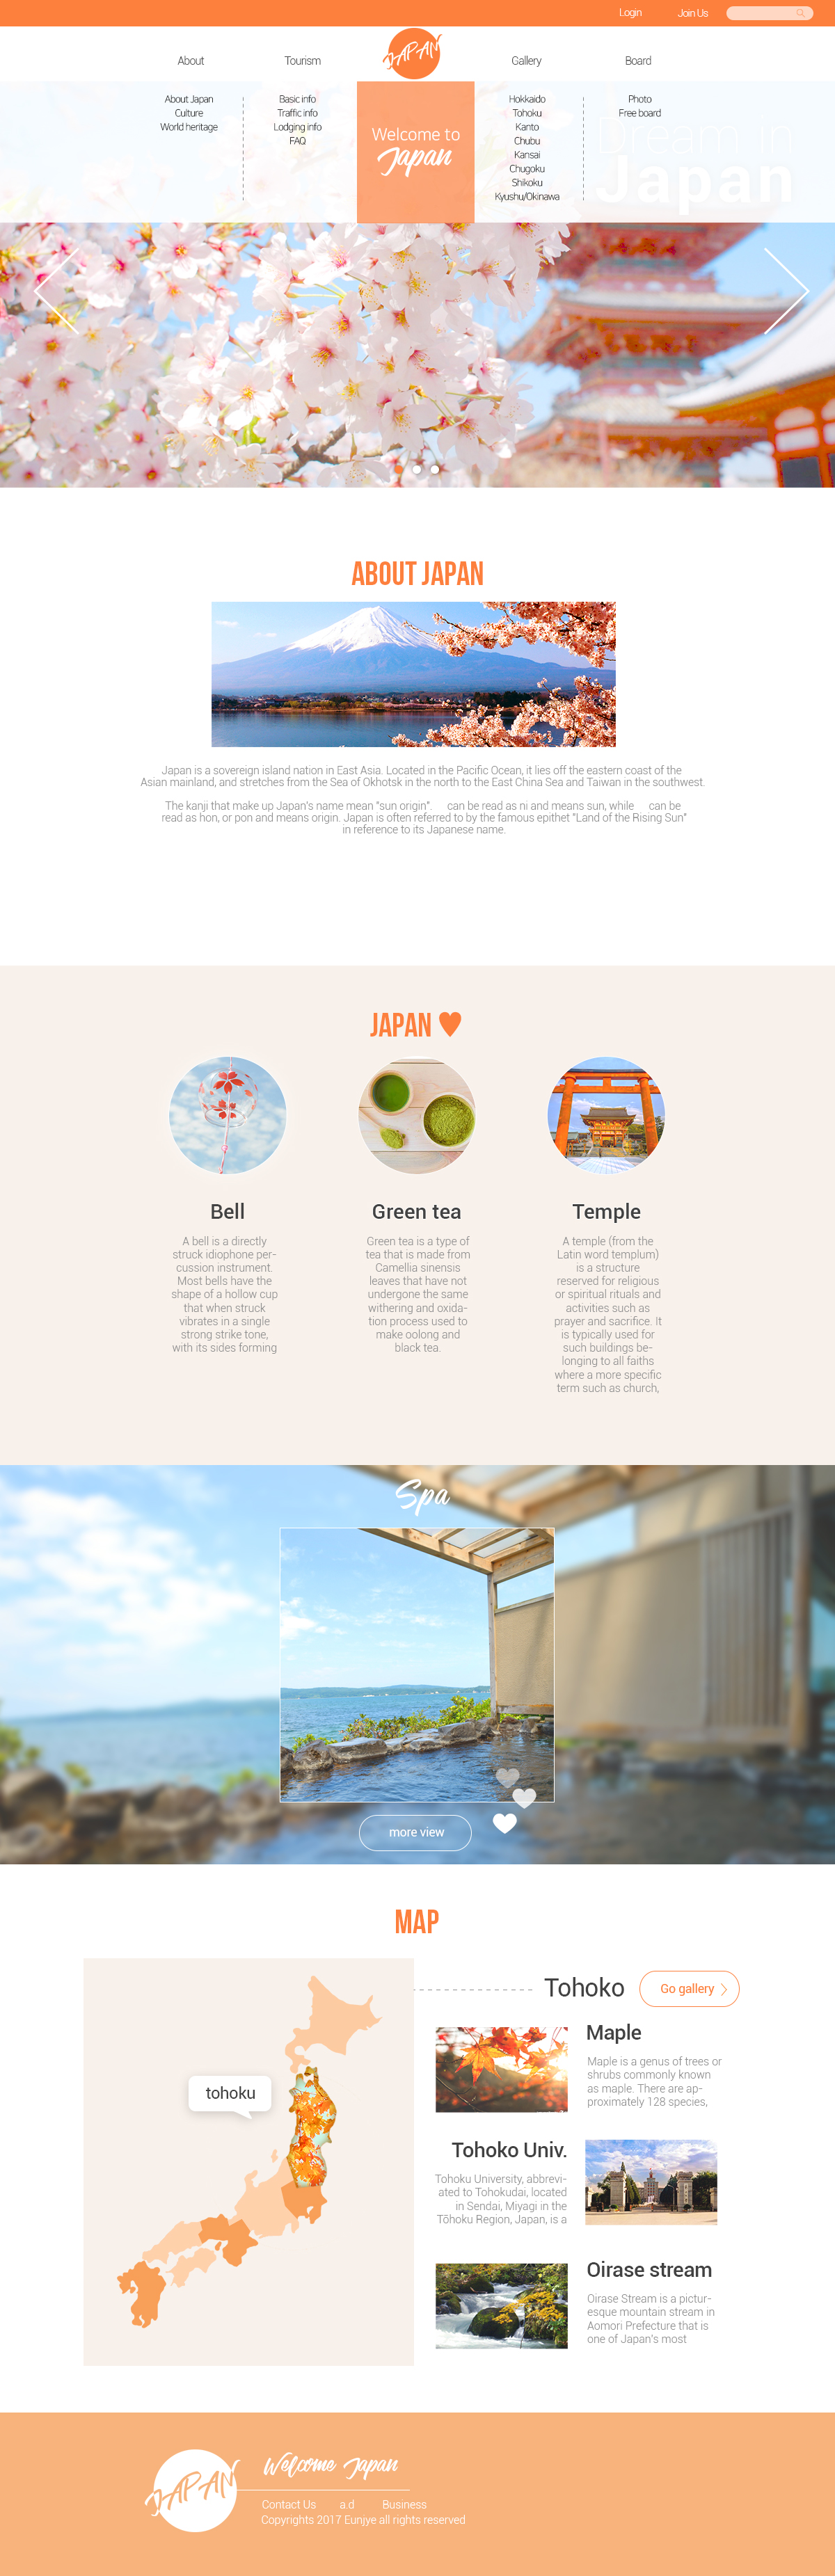 Login
Join Us
JAPAN
About
Tourism
Gallery
Board
About Japan
Culture
World heritage
Basic info
Traffic info
Lodging info
FAQ
Welcome to
Japan
Hokkaido
Tohoku
Kanto
Chubu
Kansai
Chugoku
Shikoku
Kyushu/Okinawa
Photo
Free board
Dream in
Japan
ABOUT JAPAN
Japan is a sovereign island nation in East Asia. Located in the Pacific Ocean, it lies off the eastern coast of the
Asian mainland, and stretches from the Sea of Okhotsk in the north to the East China Sea and Taiwan in the southwest.
The kanji that make up Japan's name mean "sun origin". can be read as ni and means sun, while can be
read as hon, or pon and means origin. Japan is often referred to by the famous epithet "Land of the Rising Sun"
in reference to its Japanese name.
JAPAN
Bell
A bell is a directly
struck idiophone per-
cussion instrument.
Most bells have the
shape of a hollow cup
that when struck
vibrates in a single
strong strike tone,
with its sides forming
Green tea
Green tea is a type of
tea that is made from
Camellia sinensis
leaves that have not
undergone the same
withering and oxida-
tion process used to
make oolong and
black tea.
Temple
A temple (from the
Latin word templum)
is a structure
reserved for religious
or spiritual rituals and
activities such as
prayer and sacrifice. It
is typically used for
such buildings be-
longing to all faiths
where a more specific
term such as church,
Spa
more view
MAP
tohoku
Tohoko
Go gallery
Maple
Maple is a genus of trees or
shrubs commonly known
as maple. There are ap-
proximately 128 species,
Tohoko Univ.
Tohoku University, abbrevi-
ated to Tohokudai, located
in Sendai, Miyagi in the
Tōhoku Region, Japan, is a
Oirase stream
Oirase Stream is a pictur-
esque mountain stream in
Aomori Prefecture that is
one of Japan's most
JAPAN
Welcome Japan
Contact Us
a.d
Business
Copyrights 2017 Eunjye all rights reserved